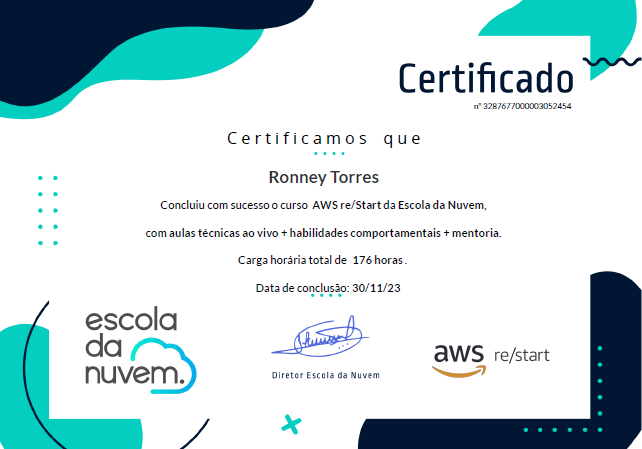 Certificado
nº 3287677000003052454
Certificamos que
Ronney Torres
Concluiu com sucesso o curso AWS re/Start da Escola da Nuvem,
com aulas técnicas ao vivo + habilidades comportamentais + mentoria.
Carga horária total de 176 horas.
Data de conclusão: 30/11/23
escola
da
nuvem.
Diretor Escola da Nuvem
aws re/start